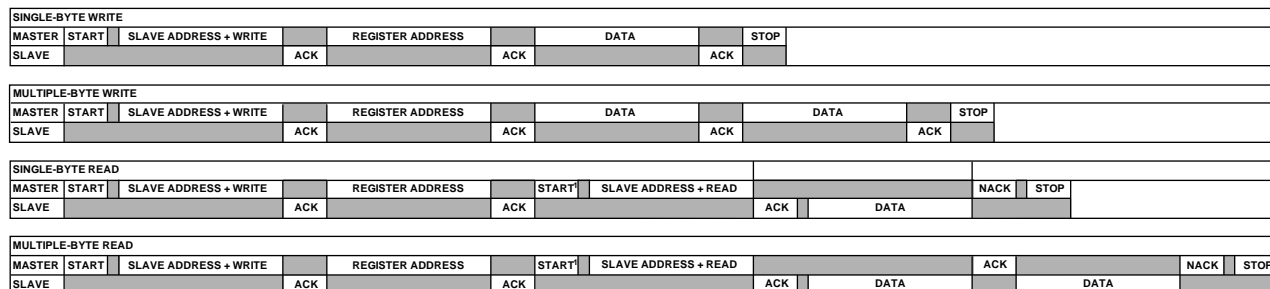 SINGLE-BYTE WRITE
MASTER START SLAVE ADDRESS + WRITE REGISTER ADDRESS DATA STOP
SLAVE ACK ACK ACK
MULTIPLE-BYTE WRITE
MASTER START SLAVE ADDRESS + WRITE REGISTER ADDRESS DATA DATA STOP
SLAVE ACK ACK ACK ACK
SINGLE-BYTE READ
MASTER START SLAVE ADDRESS + WRITE REGISTER ADDRESS START¹ SLAVE ADDRESS + READ NACK STOP
SLAVE ACK ACK ACK DATA
MULTIPLE-BYTE READ
MASTER START SLAVE ADDRESS + WRITE REGISTER ADDRESS START¹ SLAVE ADDRESS + READ ACK NACK STOP
SLAVE ACK ACK ACK DATA DATA